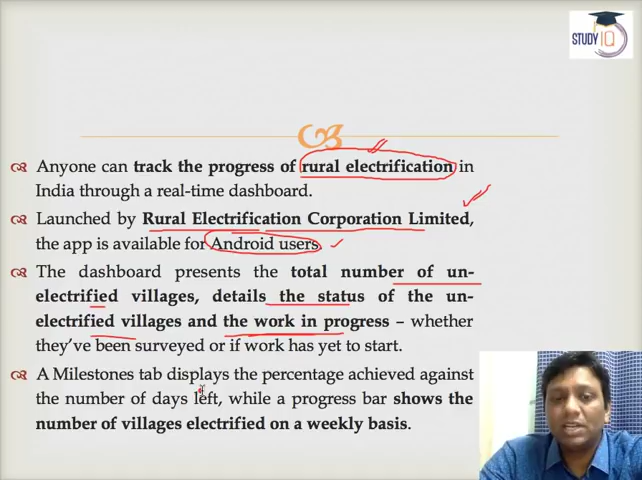 STUDY IQ
Anyone can track the progress of rural electrification in
India through a real-time dashboard.
Launched by Rural Electrification Corporation Limited,
the app is available for Android users.
The dashboard presents the total number of un-
electrified villages, details the status of the un-
electrified villages and the work in progress – whether
they've been surveyed or if work has yet to start.
A Milestones tab displays the percentage achieved against
the number of days left, while a progress bar shows the
number of villages electrified on a weekly basis.